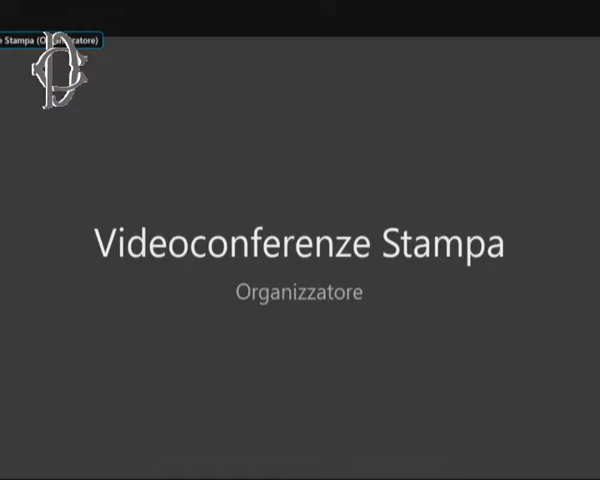 Stampa (O
ratore)
Videoconferenze Stampa
Organizzatore